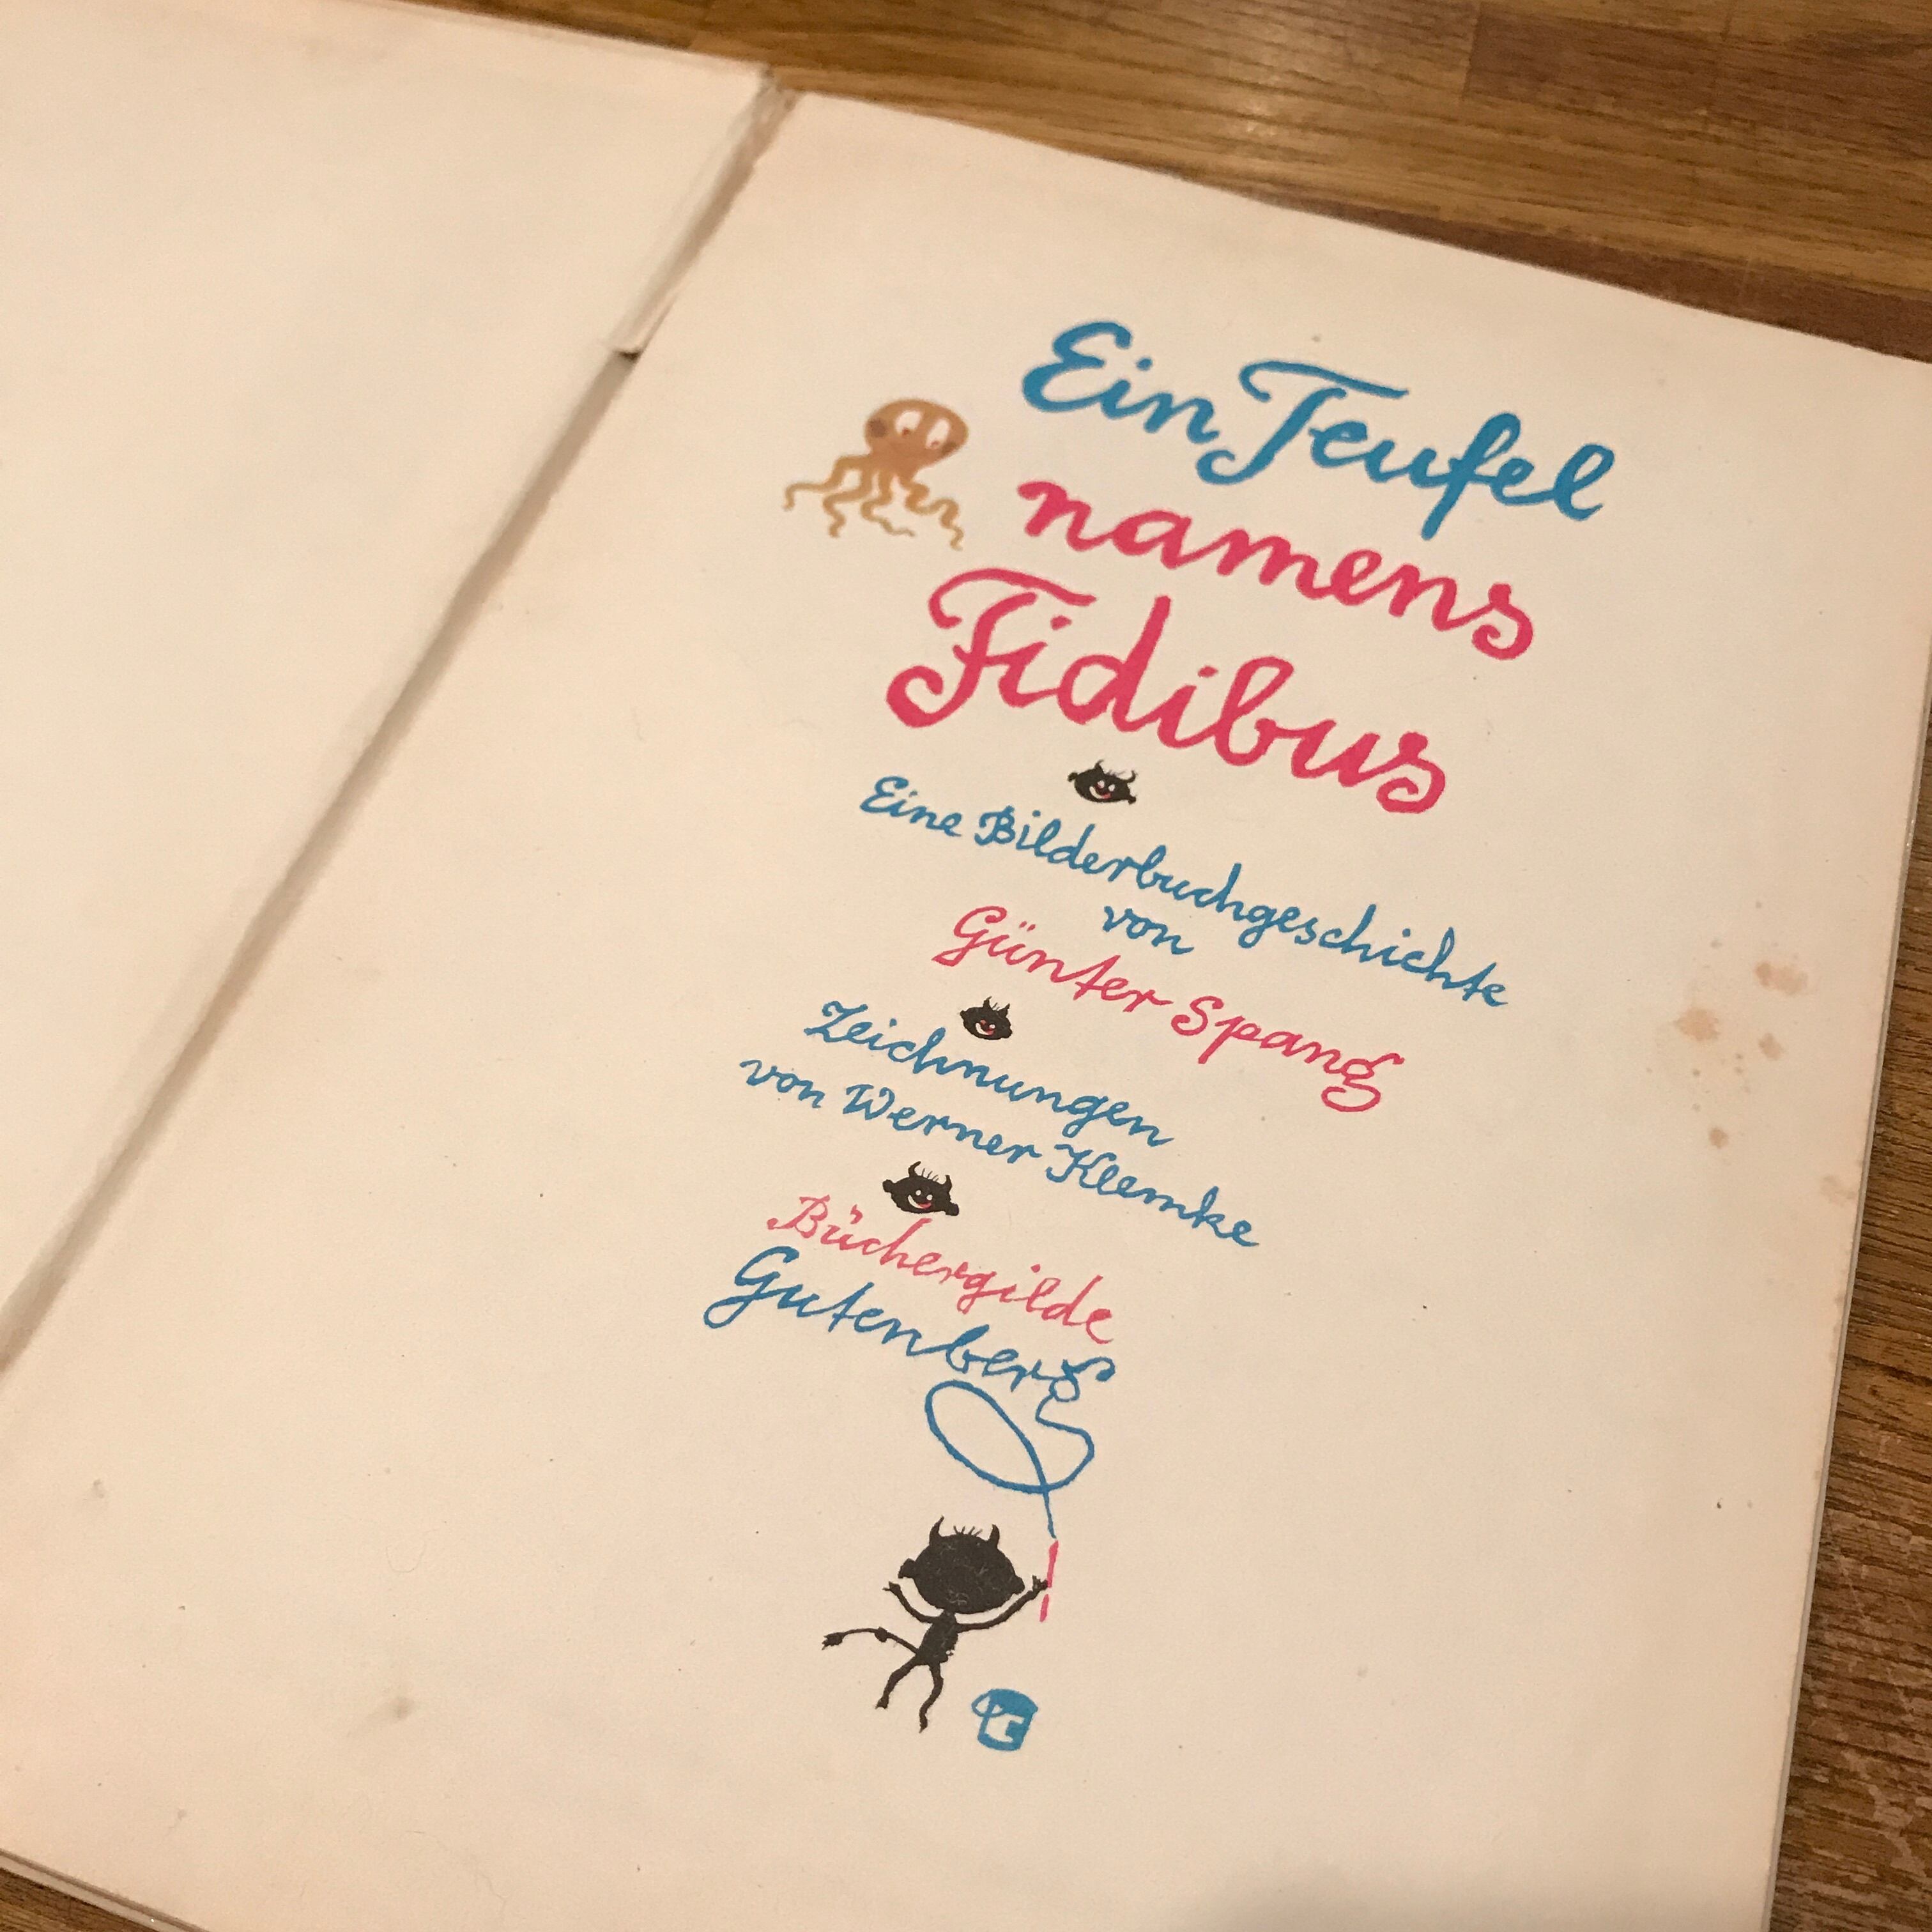 Ein Teufel
namens
Fidibus
Eine Bilderbuchgeschichte
von
Günter Spang
Zeichnungen
von Werner Klemke
Büchergilde
Gutenberg